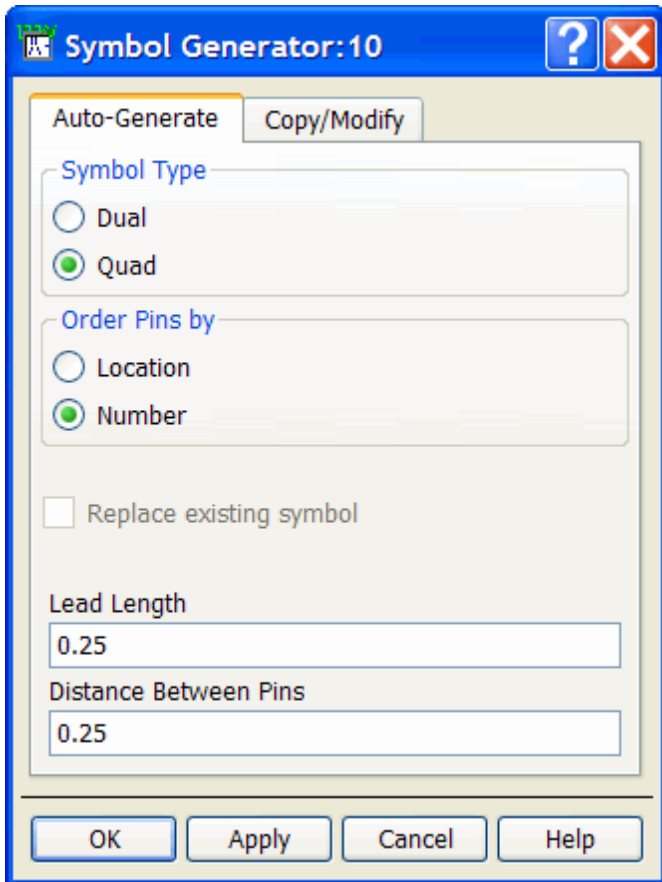 Symbol Generator:10
Auto-Generate Copy/Modify
Symbol Type
Dual
Quad
Order Pins by
Location
Number
Replace existing symbol
Lead Length
0.25
Distance Between Pins
0.25
OK Apply Cancel Help